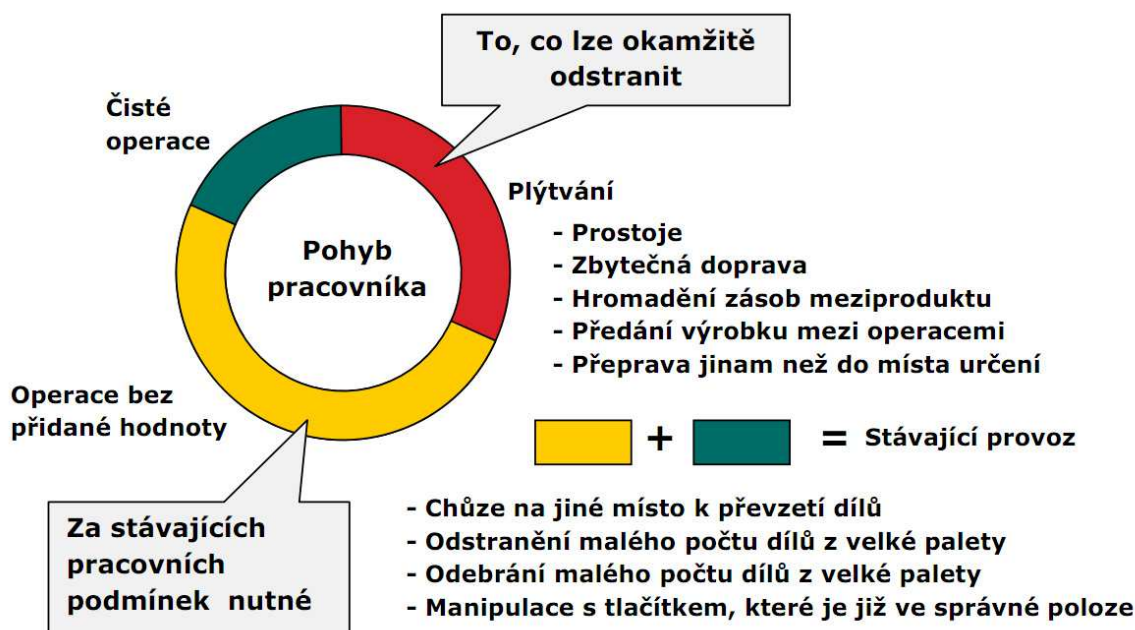 To, co lze okamžitě
odstranit
Čisté
operace
Plýtvání
- Prostoje
- Zbytečná doprava
- Hromadění zásob meziproduktu
- Předání výrobku mezi operacemi
- Přeprava jinam než do místa určení
Pohyb
pracovníka
Operace bez
přidané hodnoty
+ = Stávající provoz
Za stávajících
pracovních
podmínek nutné
- Chůze na jiné místo k převzetí dílů
- Odstranění malého počtu dílů z velké palety
- Odebrání malého počtu dílů z velké palety
- Manipulace s tlačítkem, které je již ve správné poloze